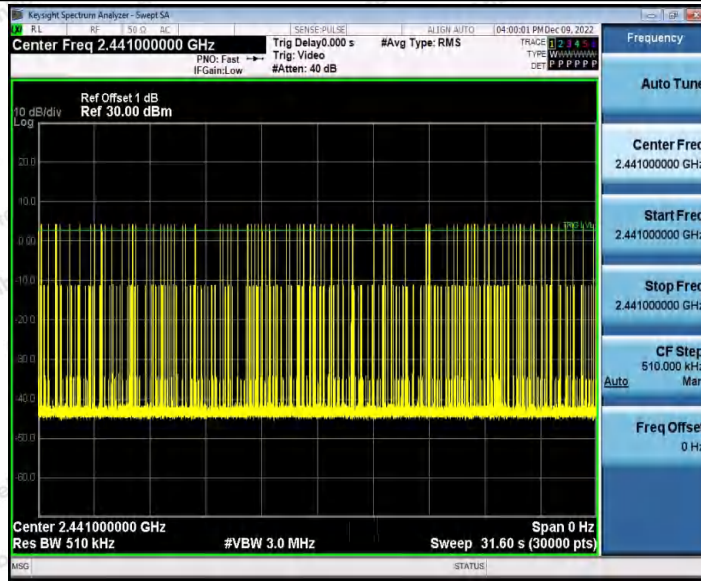 Keysight Spectrum Analyzer - Swept SA
RL RF 50 Ω AC SENSE:PULSE ALIGN AUTO 04:00:01 PM Dec 09, 2022
Center Freq 2.441000000 GHz
PNO: Fast
IFGain:Low
Trig Delay0.000 s
Trig: Video
#Atten: 40 dB
#Avg Type: RMS
TRACE 1 2 3 4 5 6
TYPE
DET P P P P P P
Frequency
Auto Tune
Ref Offset 1 dB
10 dB/div Ref 30.00 dBm
Log
20.0
10.0
0.00
-10.0
-20.0
-30.0
-40.0
-50.0
-60.0
TRIG LVL
Center Freq
2.441000000 GHz
Start Freq
2.441000000 GHz
Stop Freq
2.441000000 GHz
CF Step
510.000 kHz
Auto Man
Freq Offset
0 Hz
Center 2.441000000 GHz Span 0 Hz
Res BW 510 kHz #VBW 3.0 MHz Sweep 31.60 s (30000 pts)
MSG STATUS